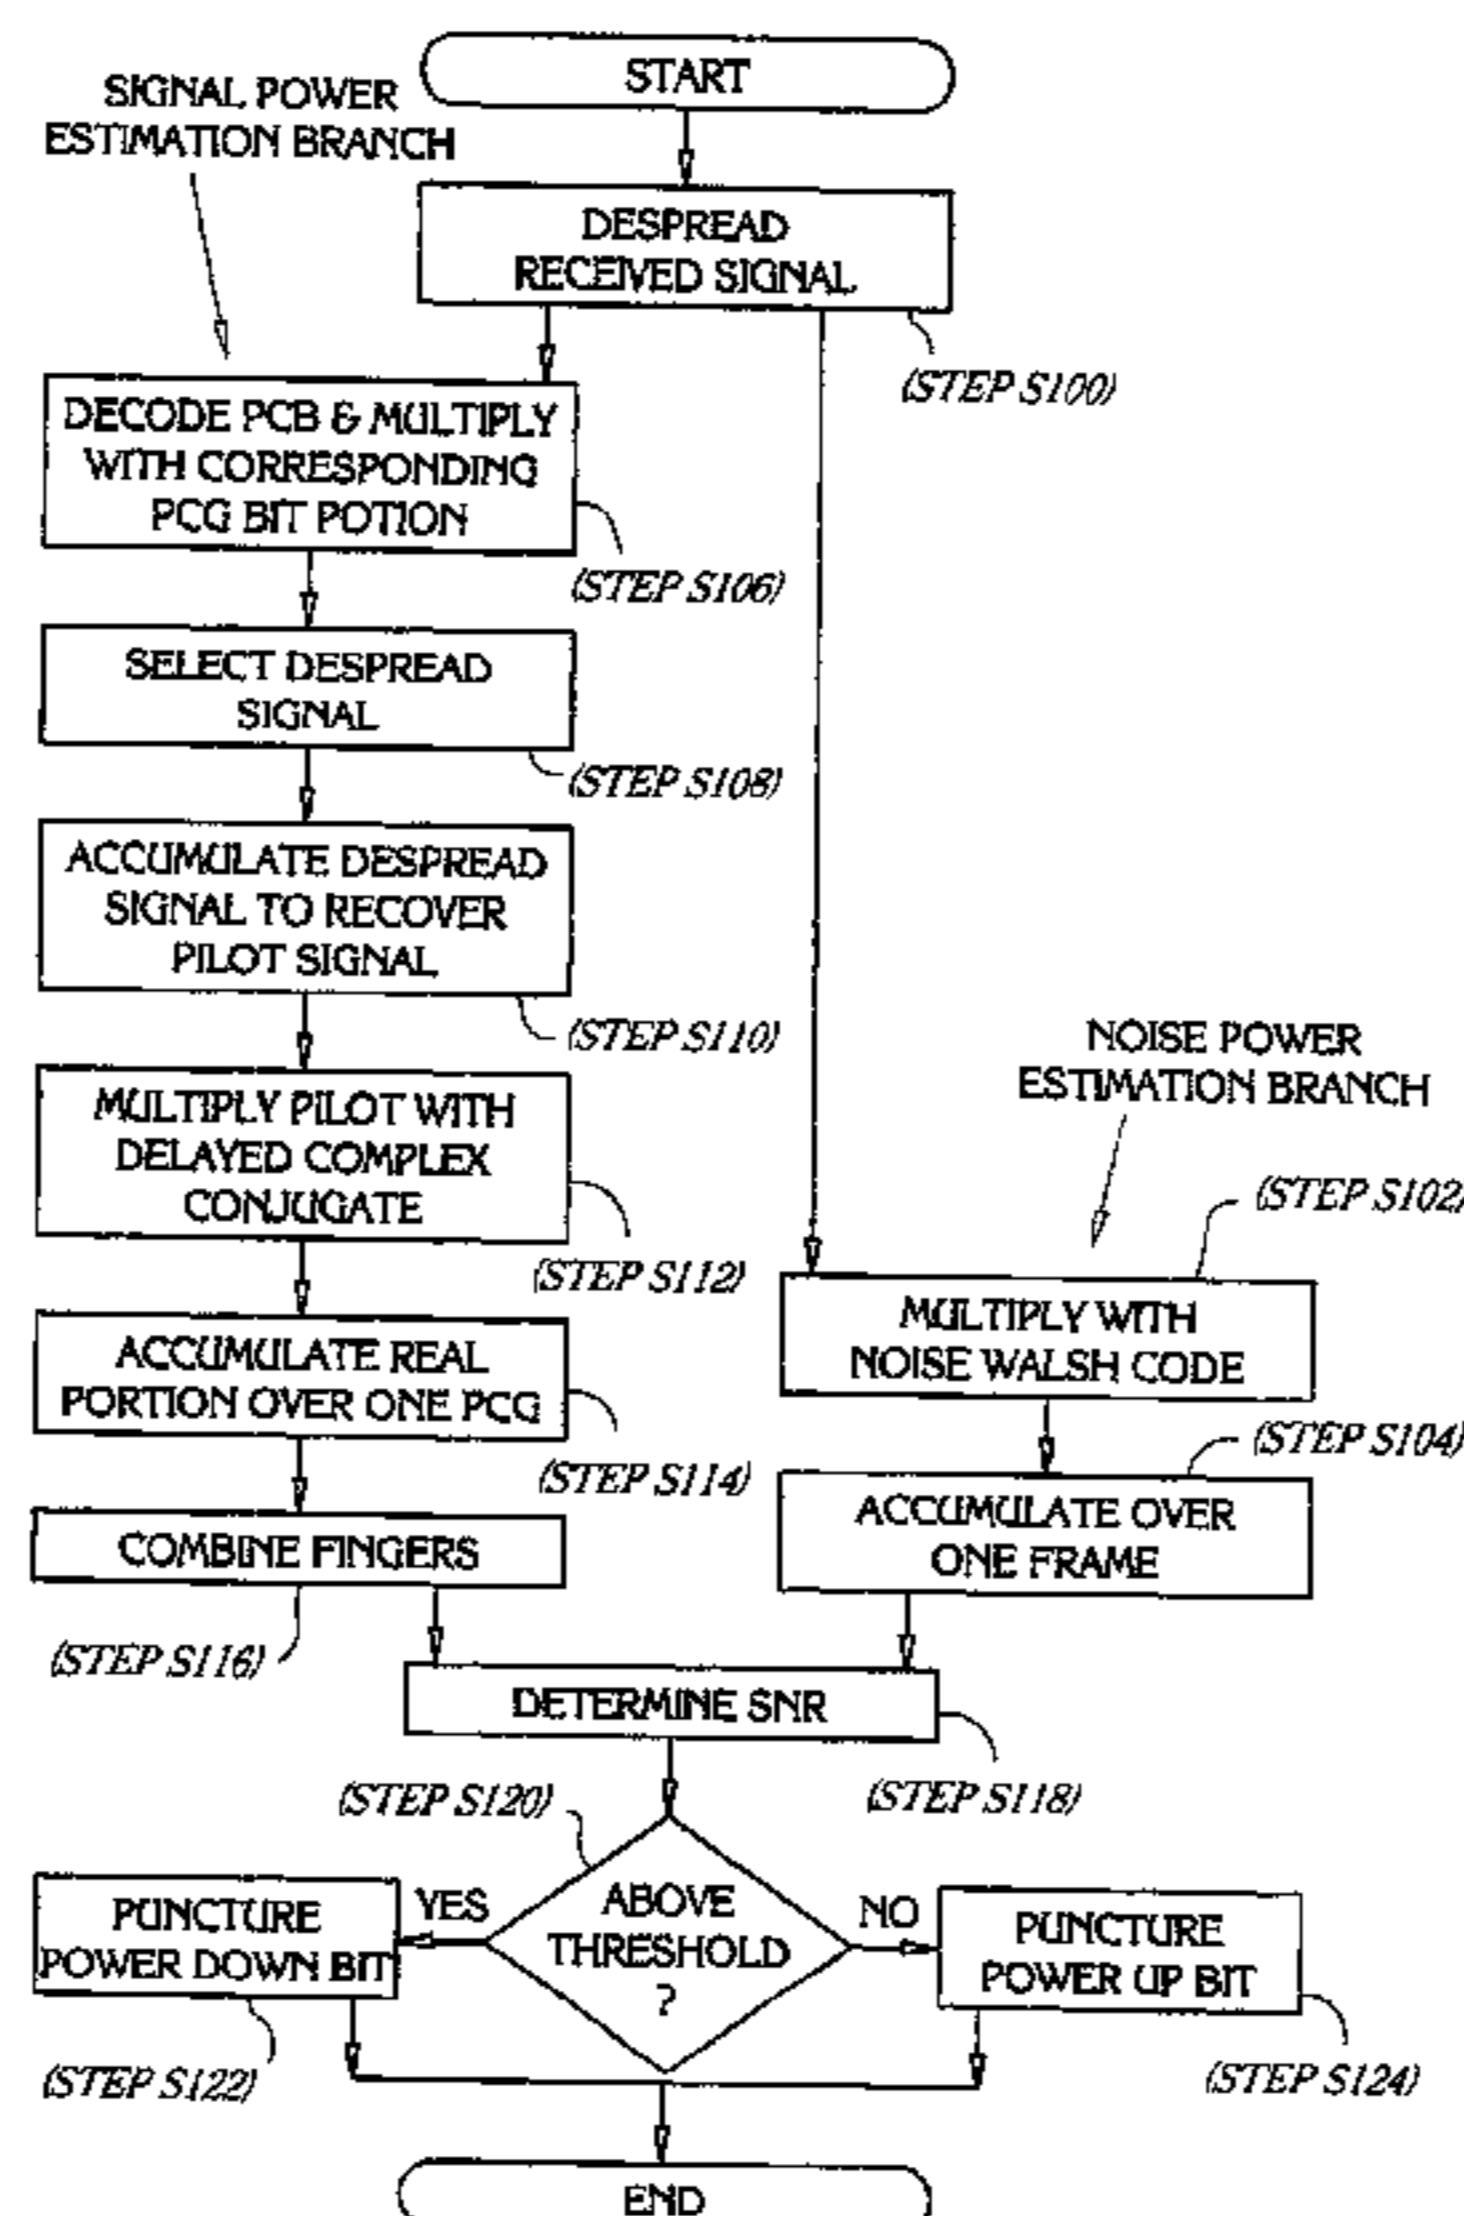 START
SIGNAL POWER
ESTIMATION BRANCH
DESPREAD
RECEIVED SIGNAL
(STEP S100)
DECODE PCB & MULTIPLY
WITH CORRESPONDING
PCG BIT POTION
(STEP S106)
SELECT DESPREAD
SIGNAL
(STEP S108)
ACCUMULATE DESPREAD
SIGNAL TO RECOVER
PILOT SIGNAL
(STEP S110)
MULTIPLY PILOT WITH
DELAYED COMPLEX
CONJUGATE
(STEP S112)
ACCUMULATE REAL
PORTION OVER ONE PCG
(STEP S114)
COMBINE FINGERS
(STEP S116)
NOISE POWER
ESTIMATION BRANCH
(STEP S102)
MULTIPLY WITH
NOISE WALSH CODE
(STEP S104)
ACCUMULATE OVER
ONE FRAME
DETERMINE SNR
(STEP S118)
(STEP S120)
ABOVE
THRESHOLD
?
YES
NO
PUNCTURE
POWER DOWN BIT
(STEP S122)
PUNCTURE
POWER UP BIT
(STEP S124)
END